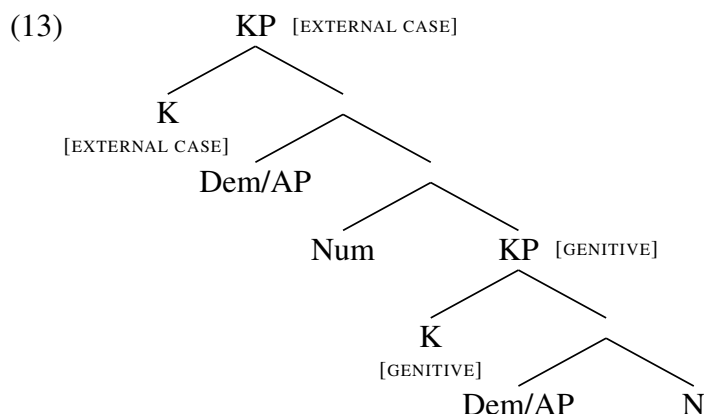 (13) KP [EXTERNAL CASE]
K
[EXTERNAL CASE]
Dem/AP
Num KP [GENITIVE]
K
[GENITIVE]
Dem/AP N